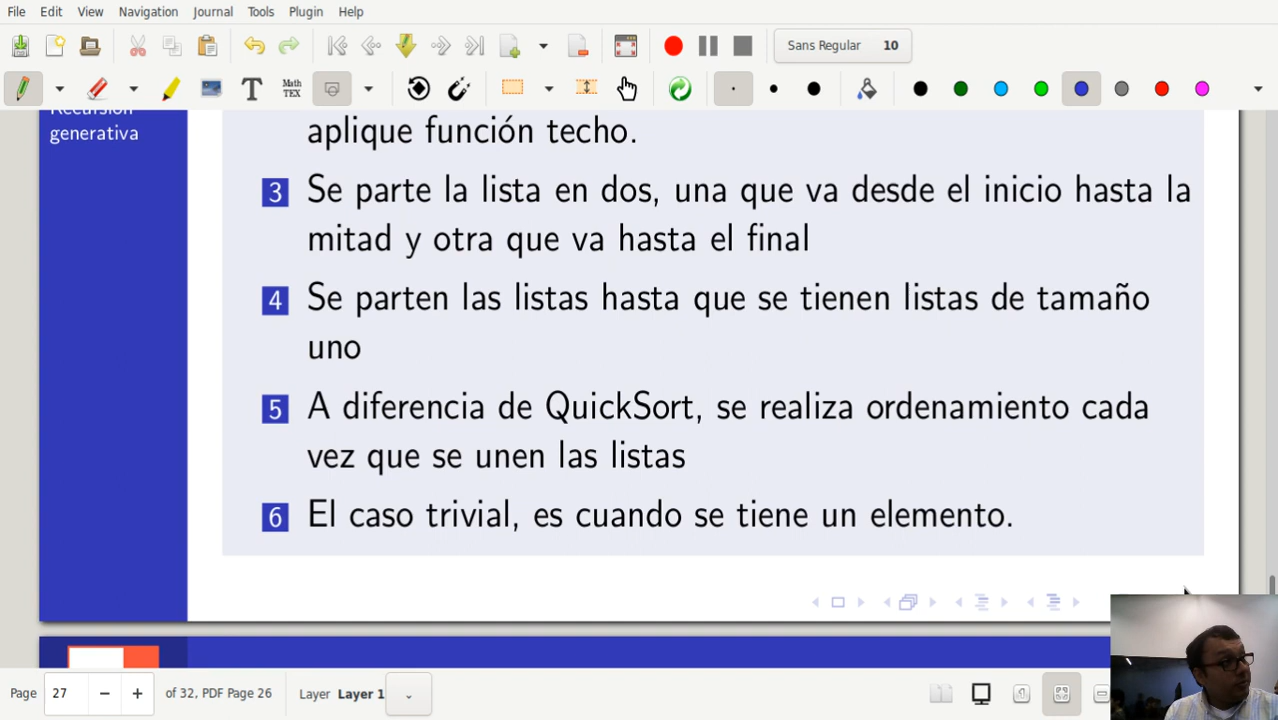 File Edit View Navigation Journal Tools Plugin Help
Sans Regular 10
T Math TEX
Recursión
generativa
aplique función techo.
3 Se parte la lista en dos, una que va desde el inicio hasta la
mitad y otra que va hasta el final
4 Se parten las listas hasta que se tienen listas de tamaño
uno
5 A diferencia de QuickSort, se realiza ordenamiento cada
vez que se unen las listas
6 El caso trivial, es cuando se tiene un elemento.
Page 27 of 32, PDF Page 26 Layer Layer 1